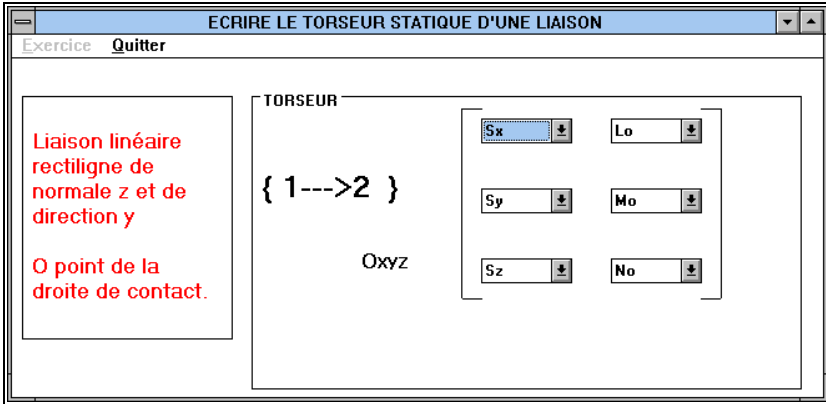 ECRIRE LE TORSEUR STATIQUE D'UNE LIAISON
Exercice Quitter
Liaison linéaire
rectiligne de
normale z et de
direction y
O point de la
droite de contact.
TORSEUR
{ 1--->2 }
Oxyz
Sx Lo
Sy Mo
Sz No